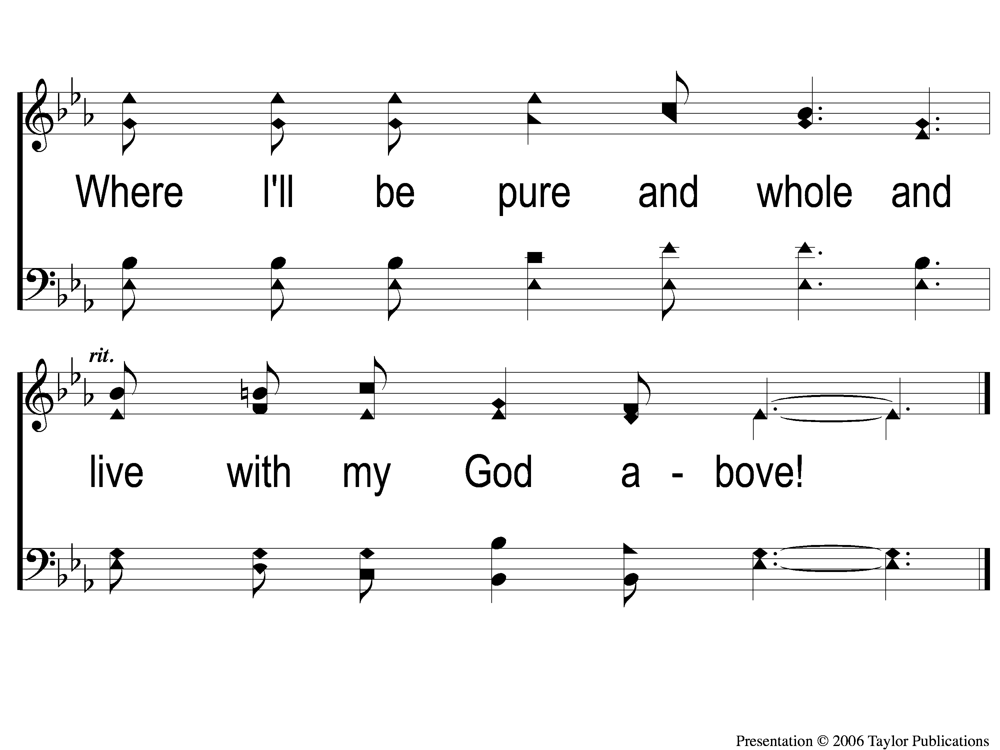 Where I'll be pure and whole and
rit.
live with my God a - bove!
Presentation © 2006 Taylor Publications